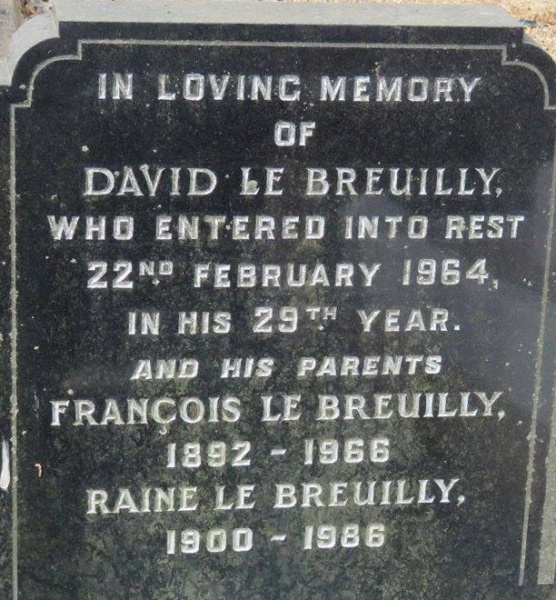 IN LOVING MEMORY
OF
DAVID LE BREUILLY,
WHO ENTERED INTO REST
22ND FEBRUARY 1964,
IN HIS 29TH YEAR.
AND HIS PARENTS
FRANÇOIS LE BREUILLY,
1892 - 1966
RAINE LE BREUILLY,
1900 - 1986